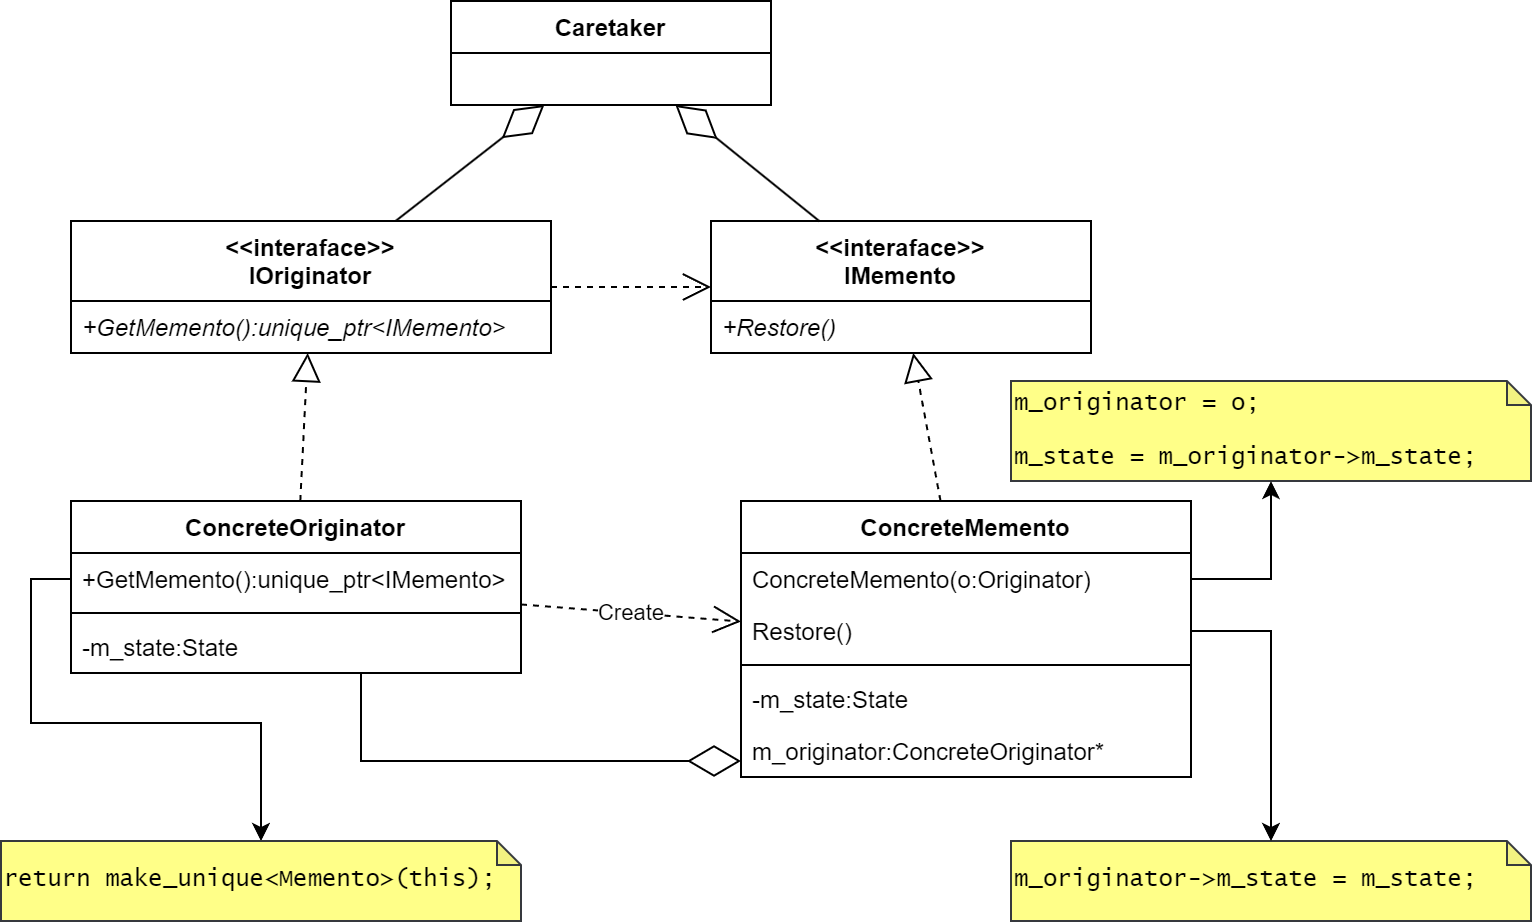 Caretaker
<<interaface>>
IOriginator
+GetMemento():unique_ptr<IMemento>
<<interaface>>
IMemento
+Restore()
m_originator = o;
m_state = m_originator->m_state;
ConcreteOriginator
+GetMemento():unique_ptr<IMemento>
-m_state:State
Create
ConcreteMemento
ConcreteMemento(o:Originator)
Restore()
-m_state:State
m_originator:ConcreteOriginator*
return make_unique<Memento>(this);
m_originator->m_state = m_state;